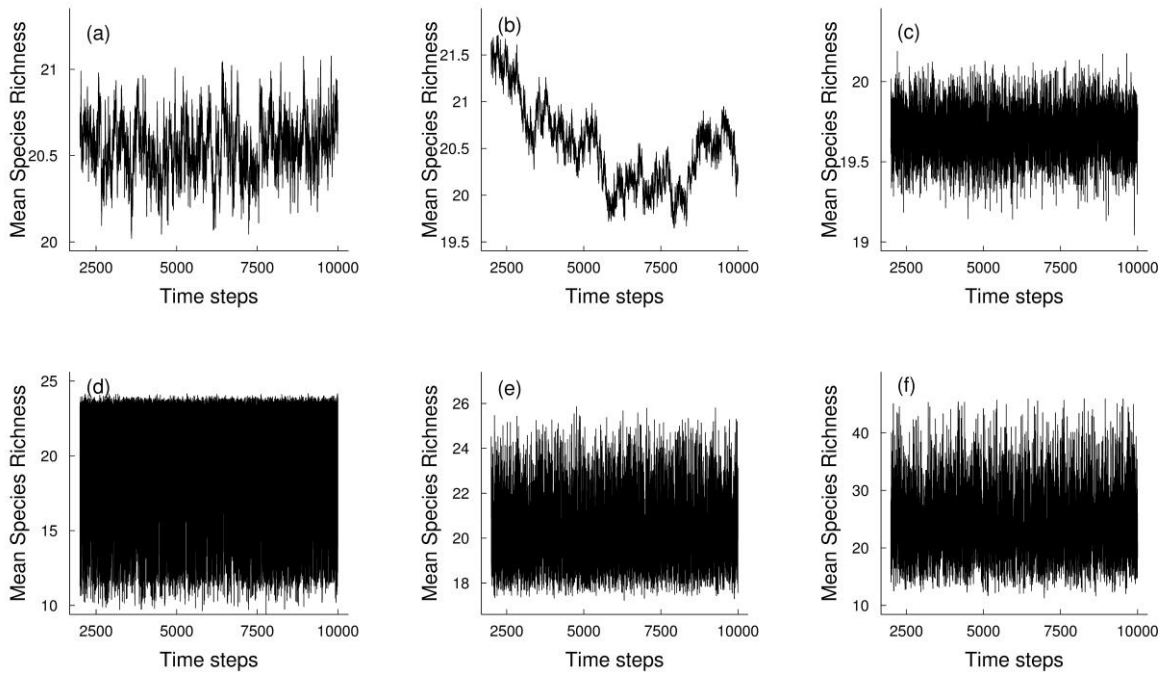 (a)
Mean Species Richness
21
20.5
20
2500 5000 7500 10000
Time steps
(b)
Mean Species Richness
21.5
21
20.5
20
19.5
2500 5000 7500 10000
Time steps
(c)
Mean Species Richness
20
19.5
19
2500 5000 7500 10000
Time steps
(d)
Mean Species Richness
25
20
15
10
2500 5000 7500 10000
Time steps
(e)
Mean Species Richness
26
24
22
20
18
2500 5000 7500 10000
Time steps
(f)
Mean Species Richness
40
30
20
10
2500 5000 7500 10000
Time steps